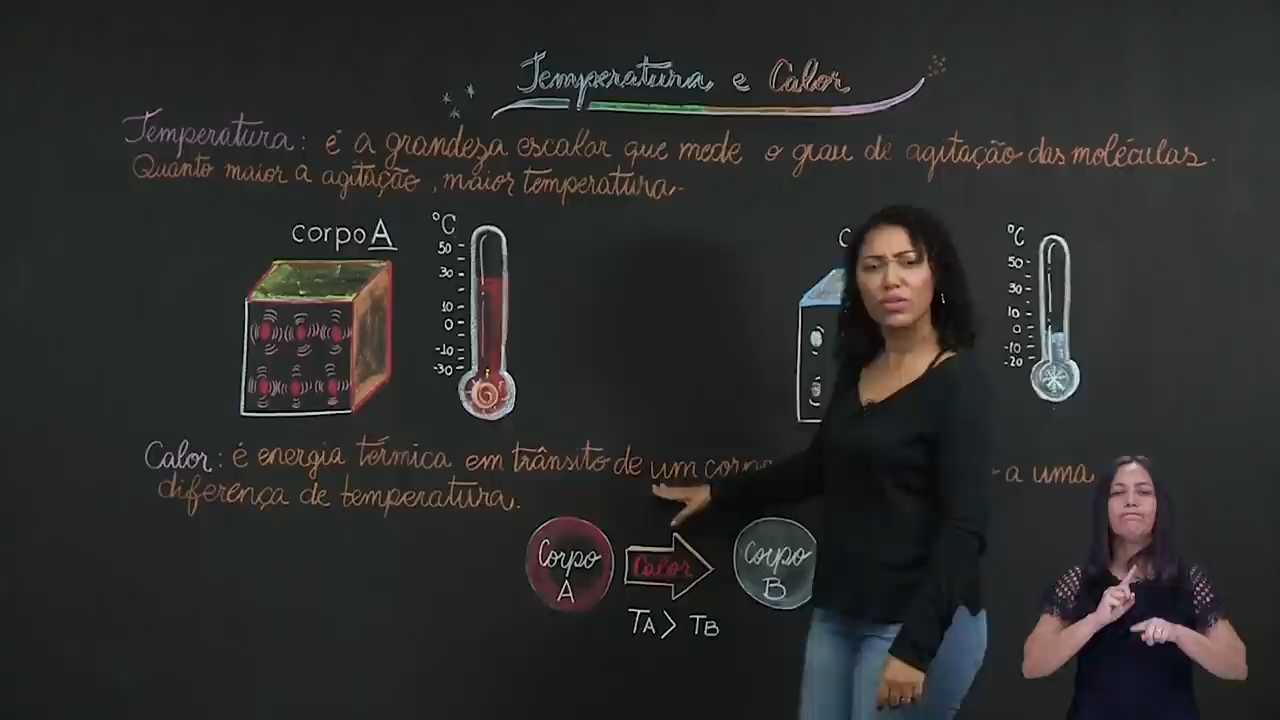 Temperatura e Calor
Temperatura: é a grandeza escalar que mede o grau de agitação das moléculas.
Quanto maior a agitação, maior temperatura.
corpo A
°C
50
30
10
0
-10
-30
C
°C
50
30
10
0
-10
-20
Calor: é energia térmica em trânsito de um corpo a uma
diferença de temperatura.
Corpo
A
Calor
Corpo
B
TA > TB